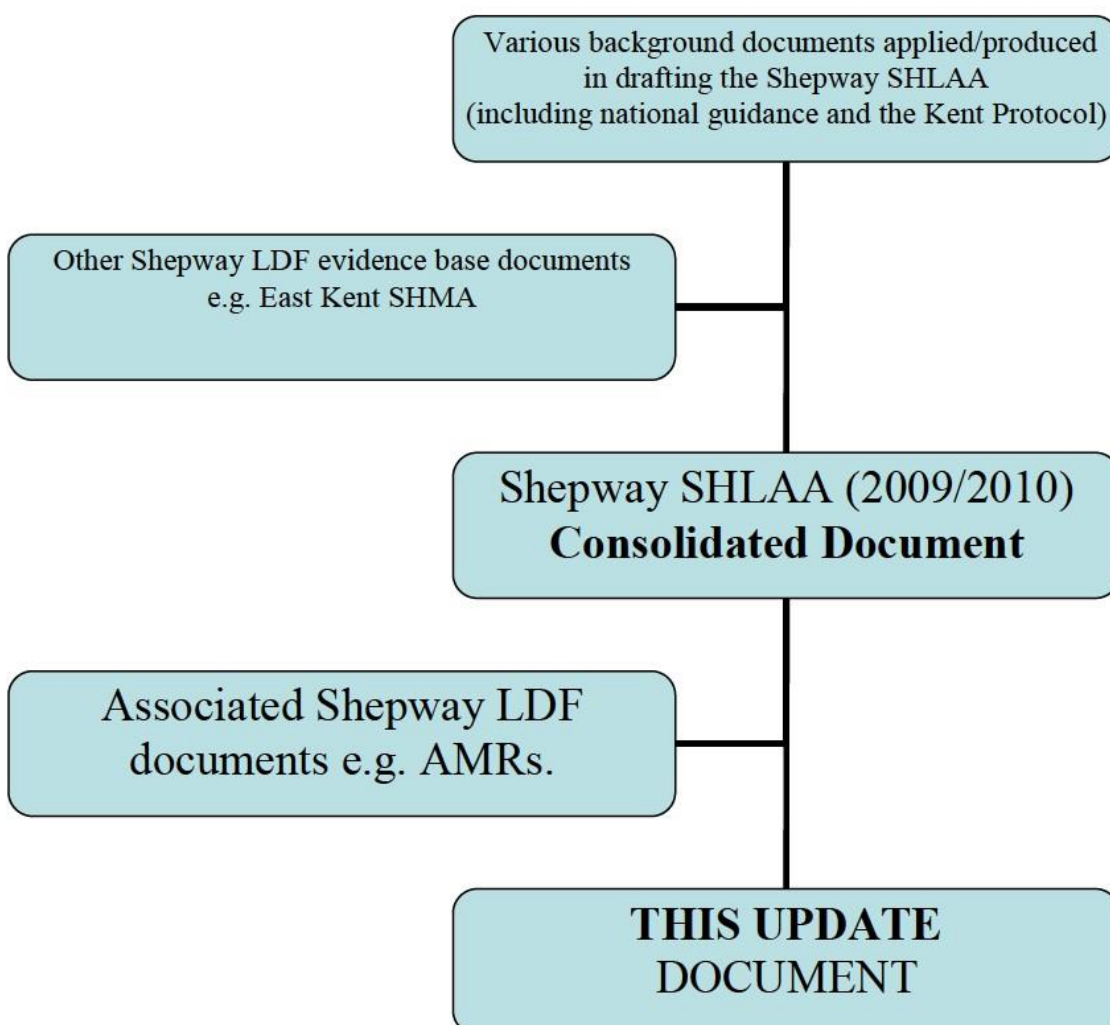 Various background documents applied/produced
in drafting the Shepway SHLAA
(including national guidance and the Kent Protocol)
Other Shepway LDF evidence base documents
e.g. East Kent SHMA
Shepway SHLAA (2009/2010)
Consolidated Document
Associated Shepway LDF
documents e.g. AMRs.
THIS UPDATE
DOCUMENT